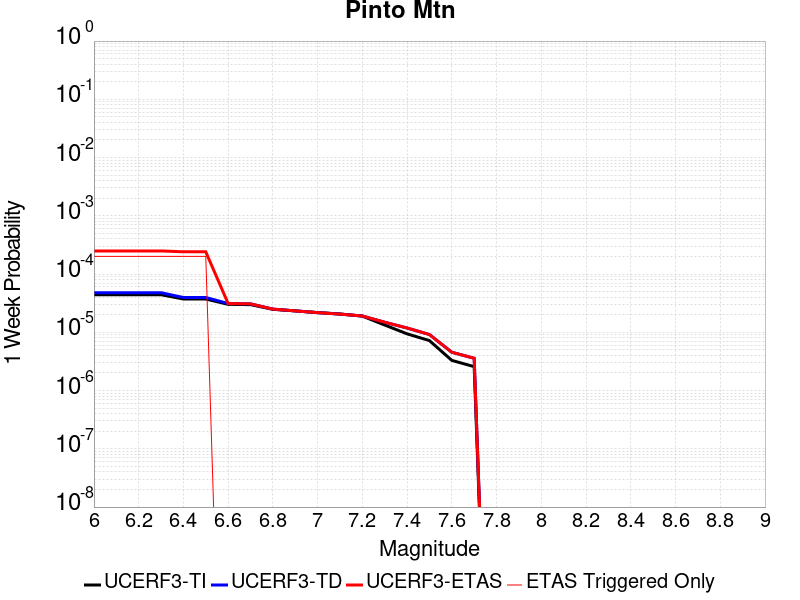 Pinto Mtn
10^0
10^-1
10^-2
10^-3
10^-4
10^-5
10^-6
10^-7
10^-8
1 Week Probability
6 6.2 6.4 6.6 6.8 7 7.2 7.4 7.6 7.8 8 8.2 8.4 8.6 8.8 9
Magnitude
UCERF3-TI UCERF3-TD UCERF3-ETAS ETAS Triggered Only